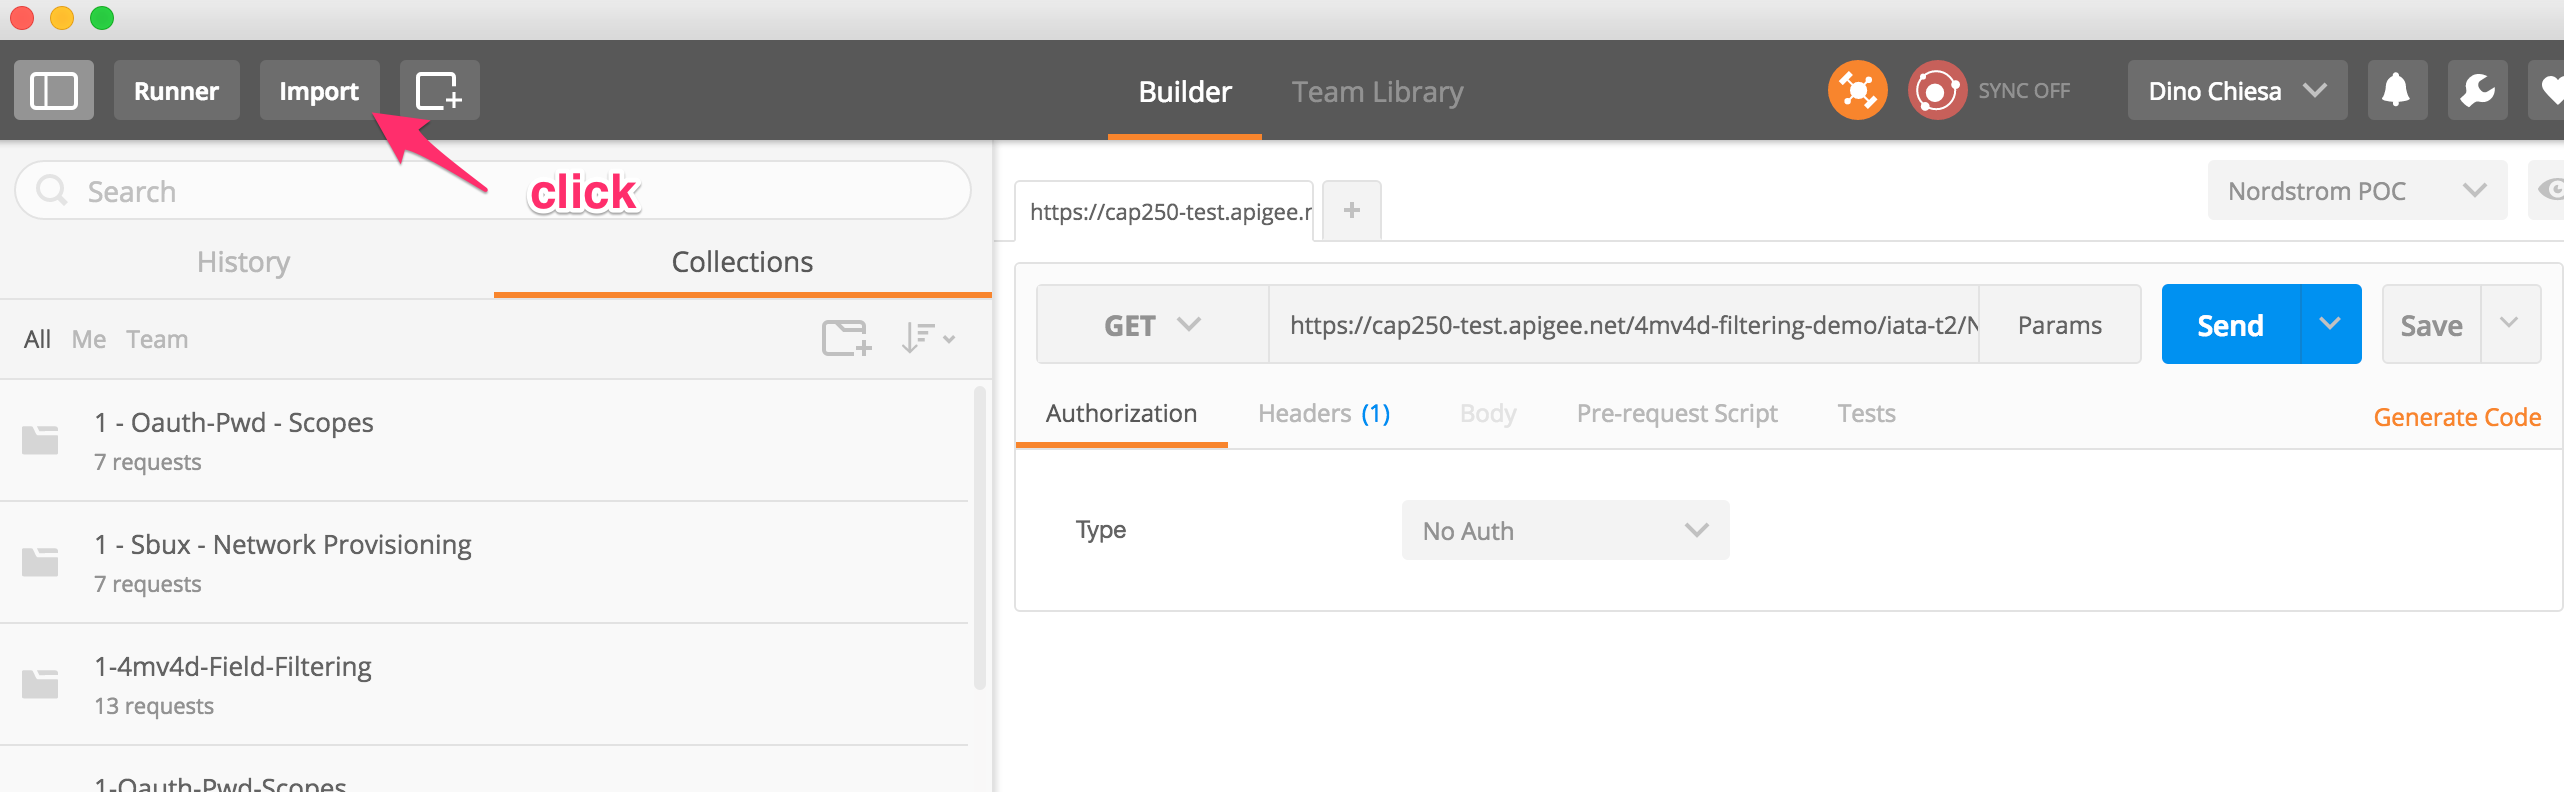 Runner Import Builder Team Library SYNC OFF Dino Chiesa
Search
click
History Collections
All Me Team
1 - Oauth-Pwd - Scopes
7 requests
1 - Sbux - Network Provisioning
7 requests
1-4mv4d-Field-Filtering
13 requests
1-Oauth-Pwd-Scopes
https://cap250-test.apigee.n
Nordstrom POC
GET https://cap250-test.apigee.net/4mv4d-filtering-demo/iata-t2/N Params Send Save
Authorization Headers (1) Body Pre-request Script Tests Generate Code
Type No Auth